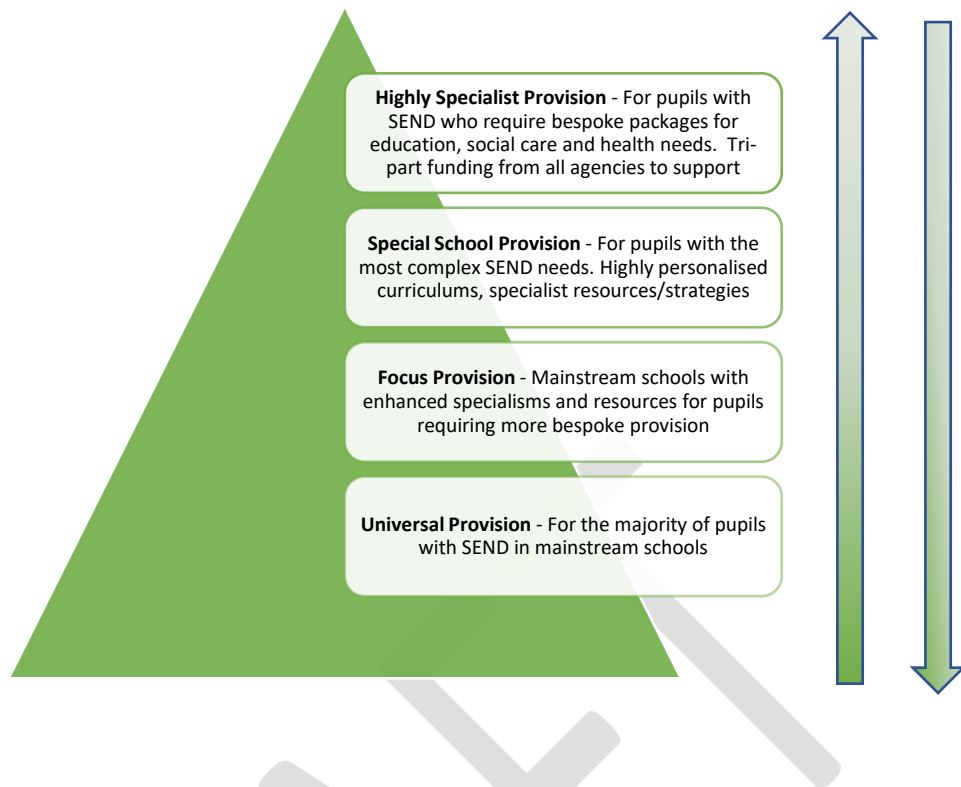 Highly Specialist Provision - For pupils with
SEND who require bespoke packages for
education, social care and health needs.  Tri-
part funding from all agencies to support
Special School Provision - For pupils with the
most complex SEND needs. Highly personalised
curriculums, specialist resources/strategies
Focus Provision - Mainstream schools with
enhanced specialisms and resources for pupils
requiring more bespoke provision
Universal Provision - For the majority of pupils
with SEND in mainstream schools